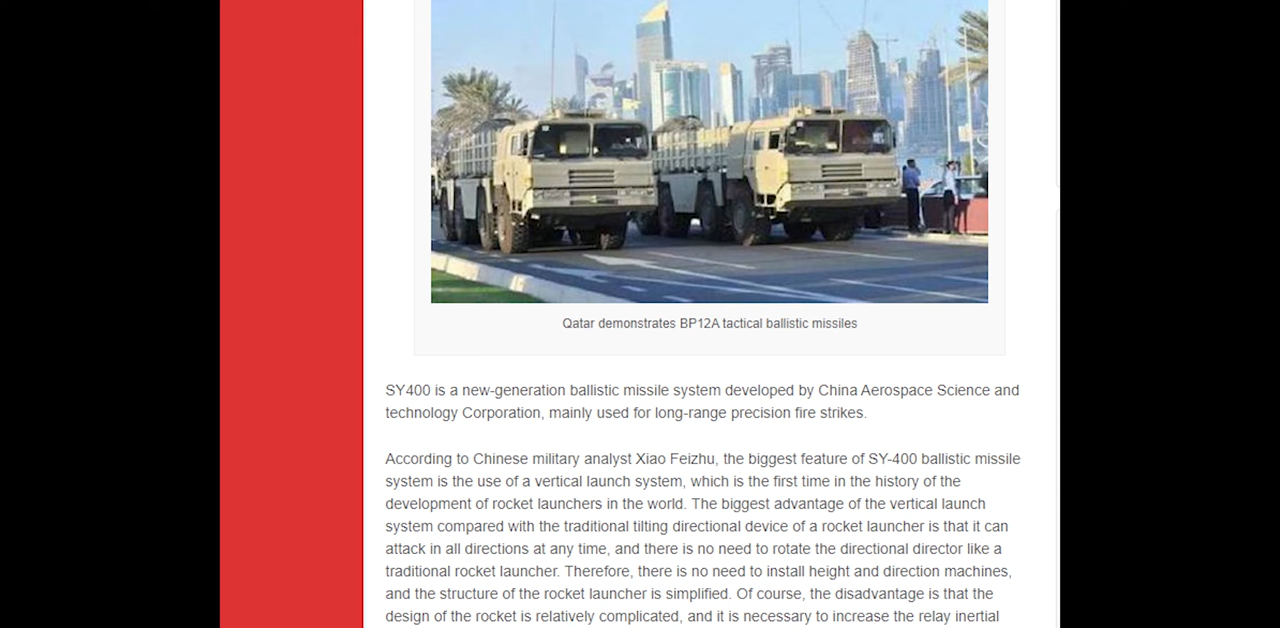 Qatar demonstrates BP12A tactical ballistic missiles
SY400 is a new-generation ballistic missile system developed by China Aerospace Science and
technology Corporation, mainly used for long-range precision fire strikes.
According to Chinese military analyst Xiao Feizhu, the biggest feature of SY-400 ballistic missile
system is the use of a vertical launch system, which is the first time in the history of the
development of rocket launchers in the world. The biggest advantage of the vertical launch
system compared with the traditional tilting directional device of a rocket launcher is that it can
attack in all directions at any time, and there is no need to rotate the directional director like a
traditional rocket launcher. Therefore, there is no need to install height and direction machines,
and the structure of the rocket launcher is simplified. Of course, the disadvantage is that the
design of the rocket is relatively complicated, and it is necessary to increase the relay inertial